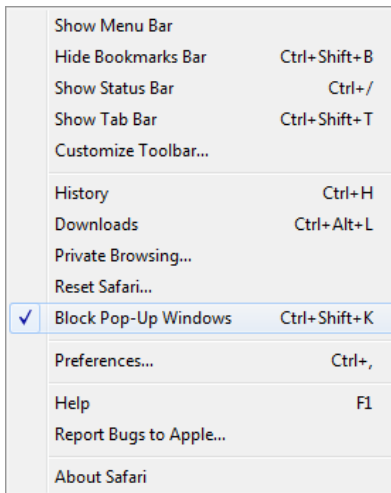 Show Menu Bar
Hide Bookmarks Bar Ctrl+Shift+B
Show Status Bar Ctrl+/
Show Tab Bar Ctrl+Shift+T
Customize Toolbar...
History Ctrl+H
Downloads Ctrl+Alt+L
Private Browsing...
Reset Safari...
Block Pop-Up Windows Ctrl+Shift+K
Preferences... Ctrl+,
Help F1
Report Bugs to Apple...
About Safari